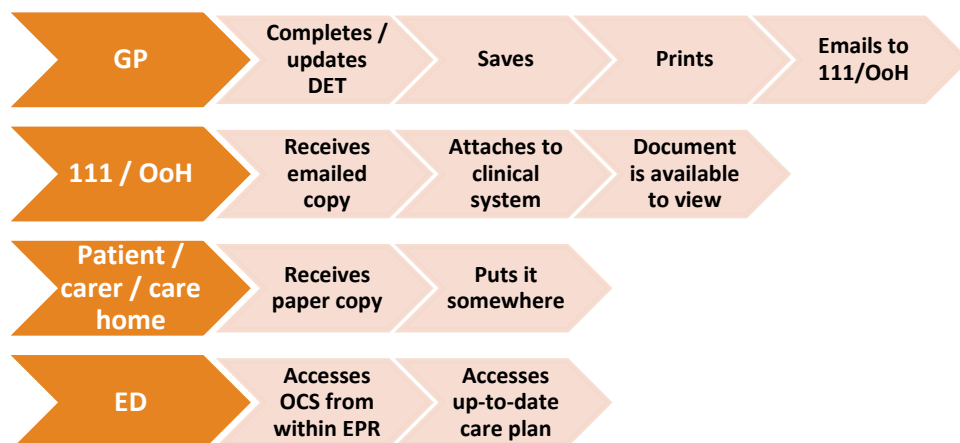 GP
Completes /
updates
DET
Saves
Prints
Emails to
111/OoH
111 / OoH
Receives
emailed
copy
Attaches to
clinical
system
Document
is available
to view
Patient /
carer / care
home
Receives
paper copy
Puts it
somewhere
ED
Accesses
OCS from
within EPR
Accesses
up-to-date
care plan